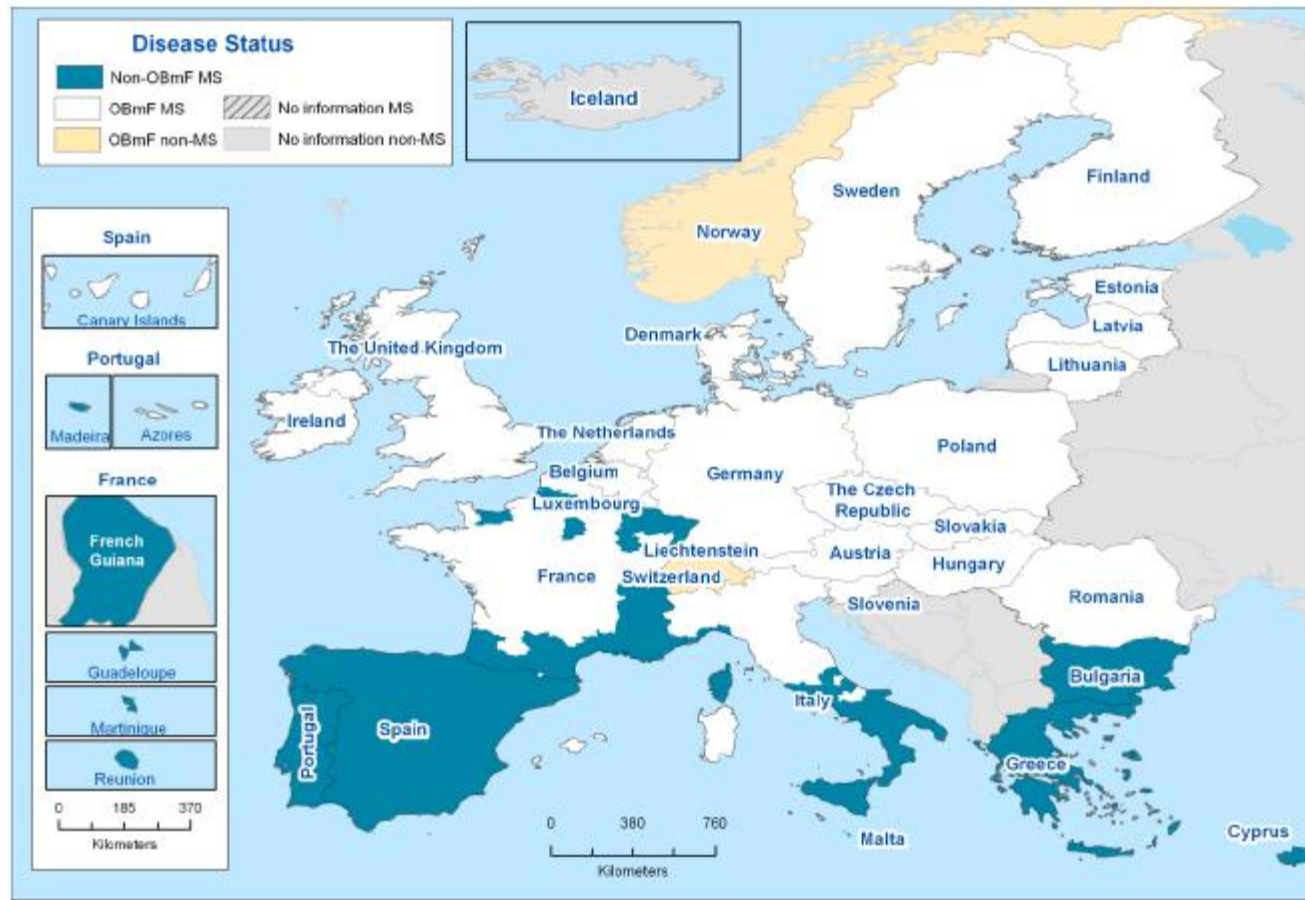 Disease Status
Non-OBmF MS
OBmF MS
No information MS
OBmF non-MS
No information non-MS
Iceland
Spain
Canary Islands
Portugal
Madeira
Azores
France
French
Guiana
Guadeloupe
Martinique
Reunion
0 185 370
Kilometers
Norway
Sweden
Finland
Estonia
Latvia
Lithuania
Denmark
The United Kingdom
Ireland
The Netherlands
Belgium
Luxembourg
Germany
Poland
The Czech
Republic
Slovakia
Liechtenstein
Austria
Hungary
France
Switzerland
Slovenia
Romania
Bulgaria
Italy
Portugal
Spain
Greece
Malta
Cyprus
0 380 760
Kilometers